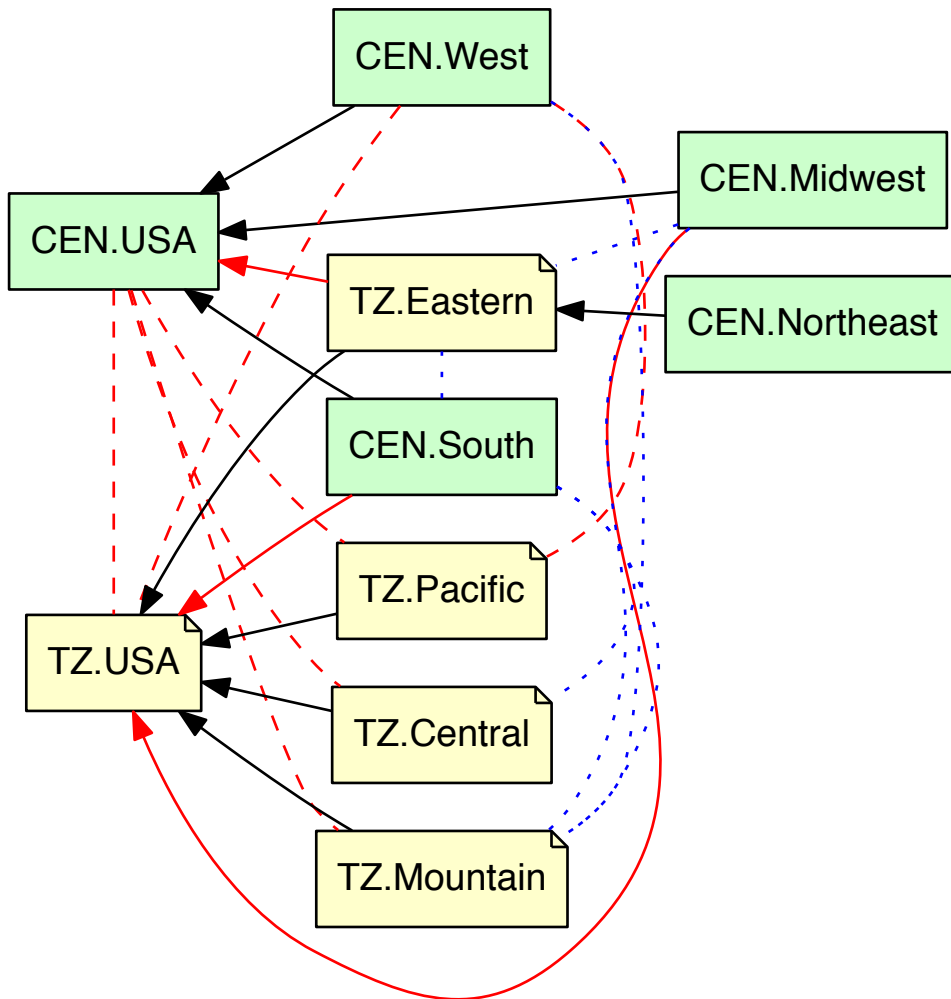 CEN.West
CEN.Midwest
CEN.USA
TZ.Eastern
CEN.Northeast
CEN.South
TZ.Pacific
TZ.USA
TZ.Central
TZ.Mountain